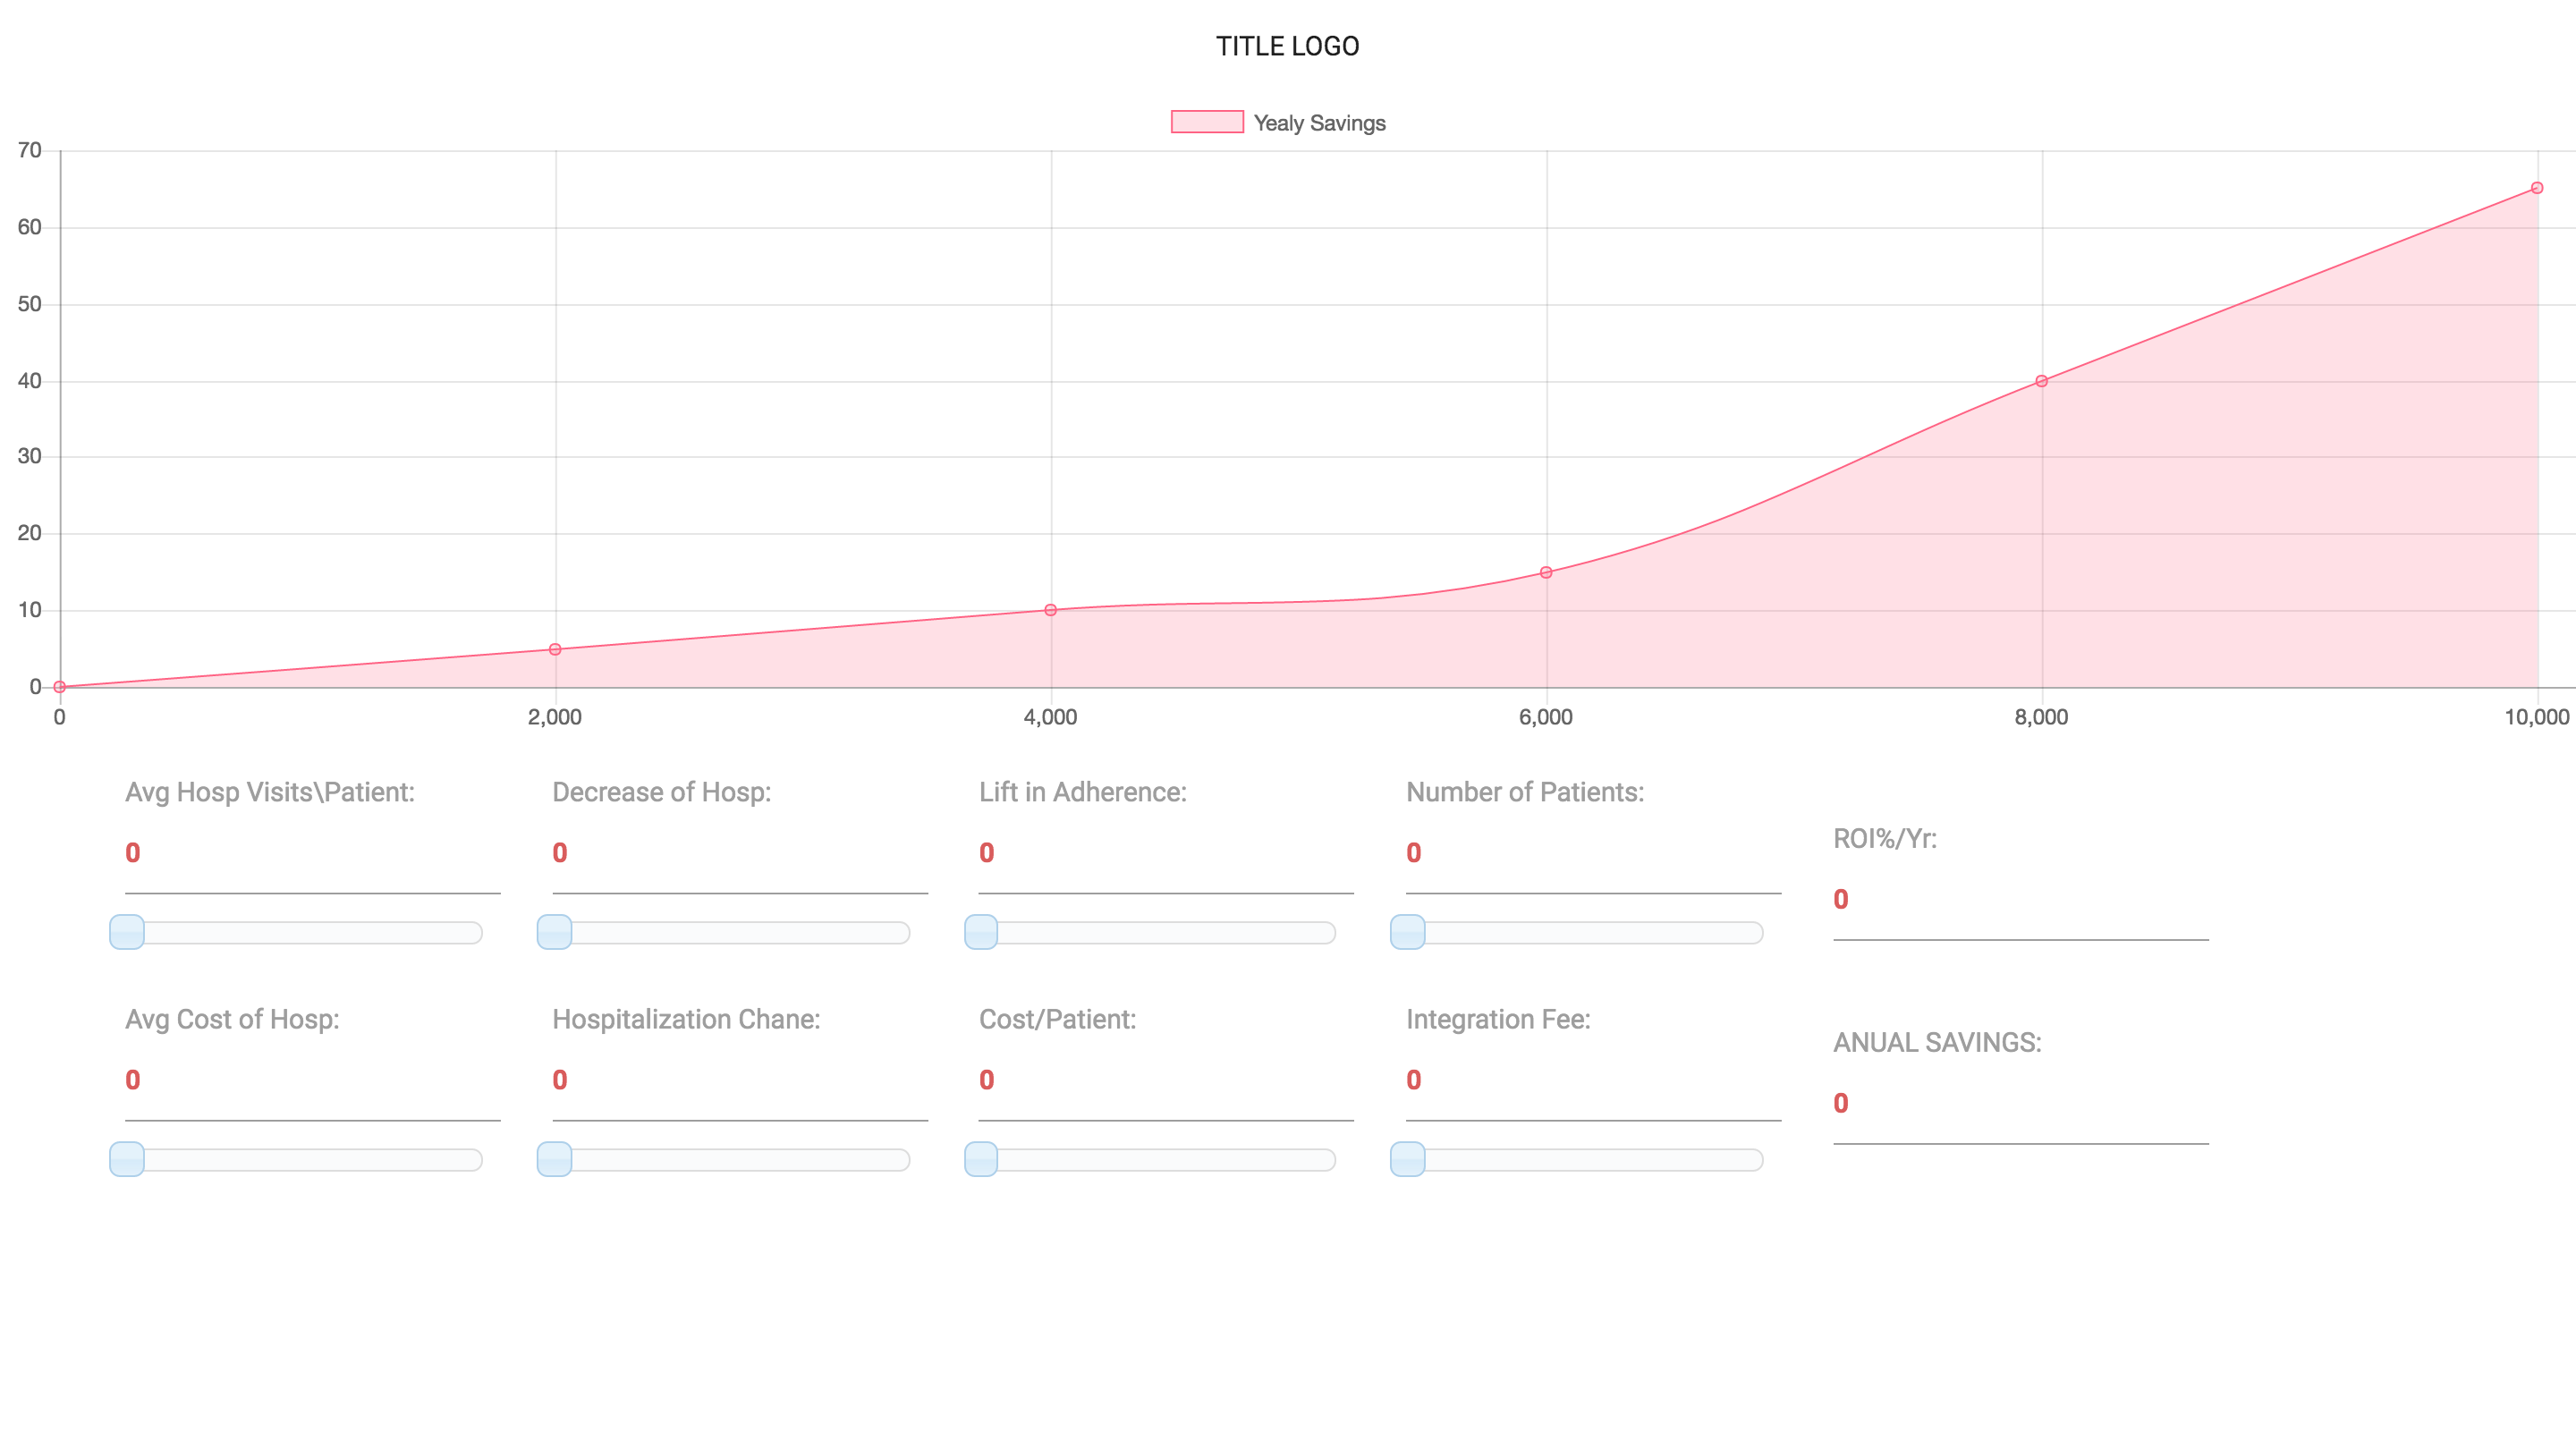 TITLE LOGO
Yealy Savings
70
60
50
40
30
20
10
0
0 2,000 4,000 6,000 8,000 10,000
Avg Hosp Visits\Patient: Decrease of Hosp: Lift in Adherence: Number of Patients:
0 0 0 0
ROI%/Yr:
0
Avg Cost of Hosp: Hospitalization Chane: Cost/Patient: Integration Fee:
0 0 0 0
ANUAL SAVINGS:
0